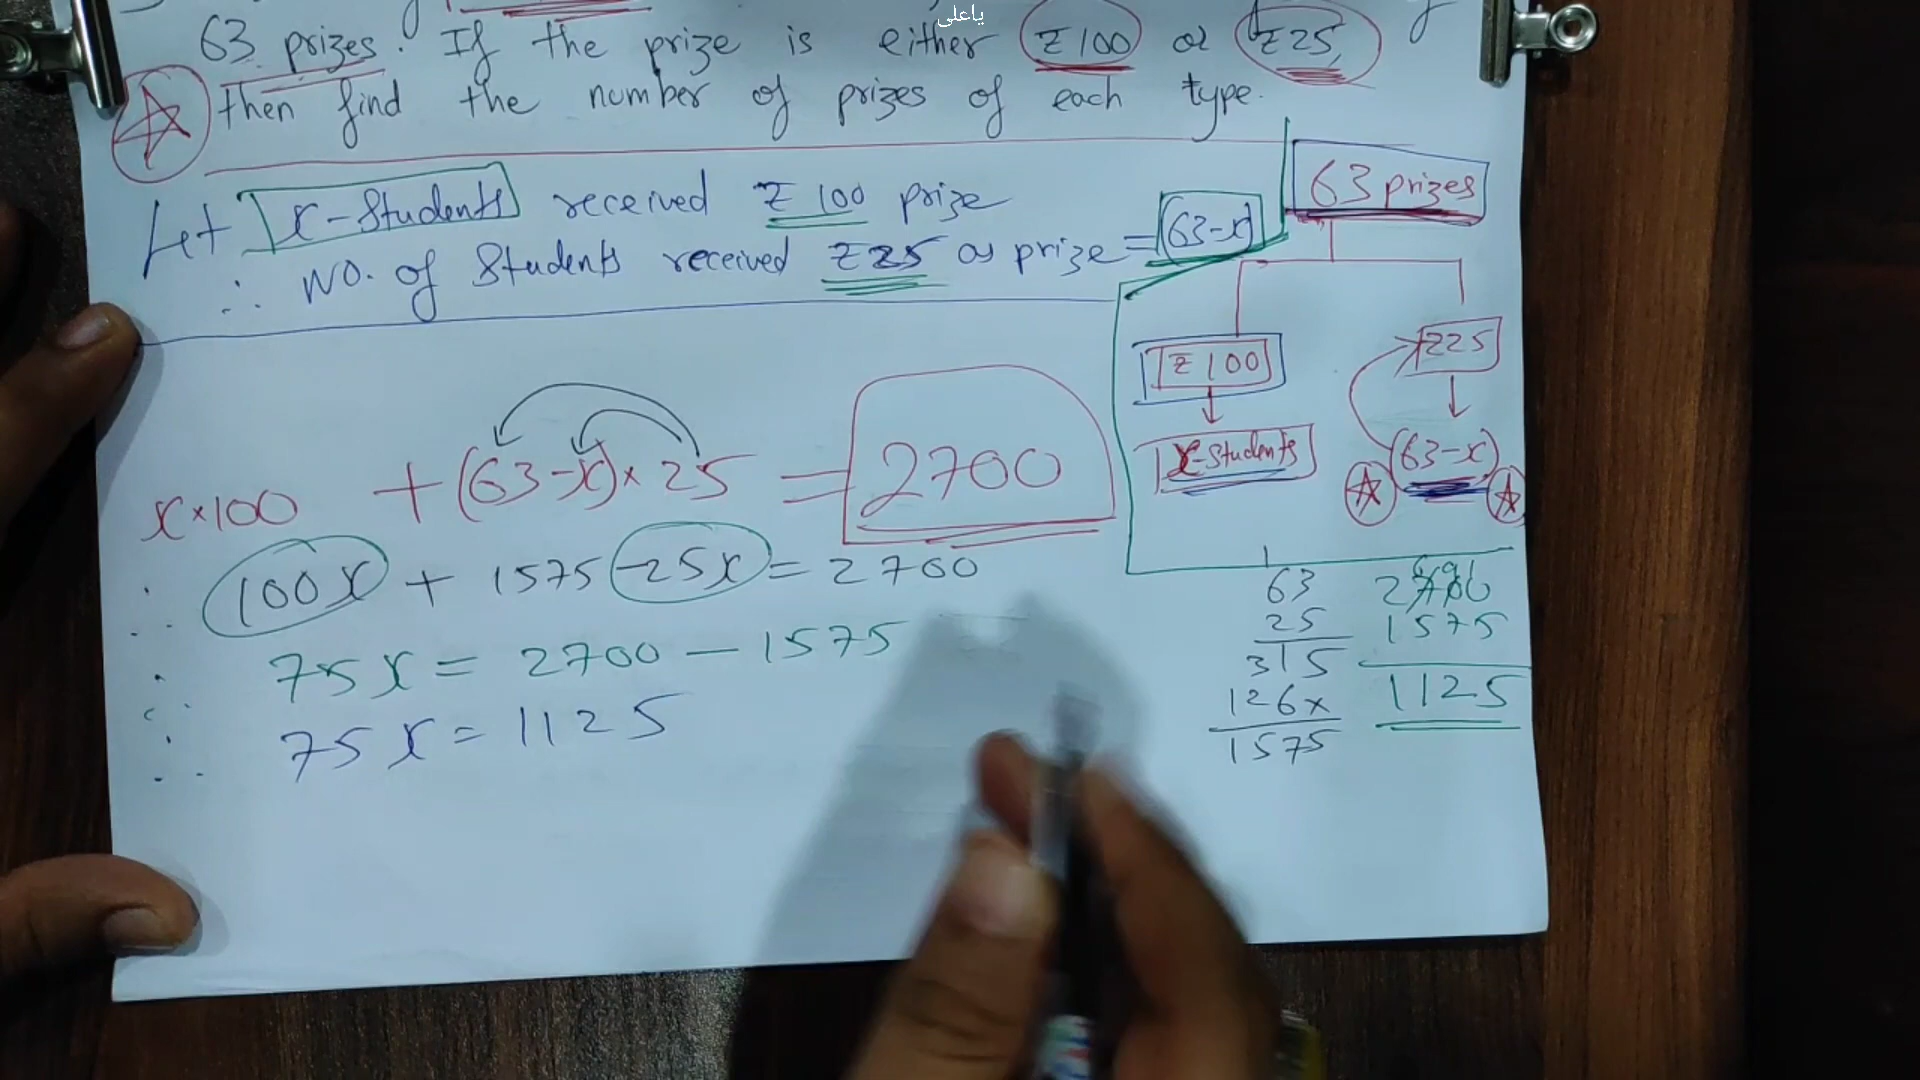 یاعلی
63 prizes. If the prize is either ₹100 or ₹25,
then find the number of prizes of each type.
Let x-Students received ₹100 prize
∴ No. of Students received ₹25 as prize = (63-x)
63 prizes
₹100
₹25
x-Students
(63-x)
x×100 + (63-x)×25 = 2700
∴ 100x + 1575 -25x = 2700
∴ 75x = 2700 - 1575
∴ 75x = 1125
63
25
315
126x
1575
2700
1575
1125